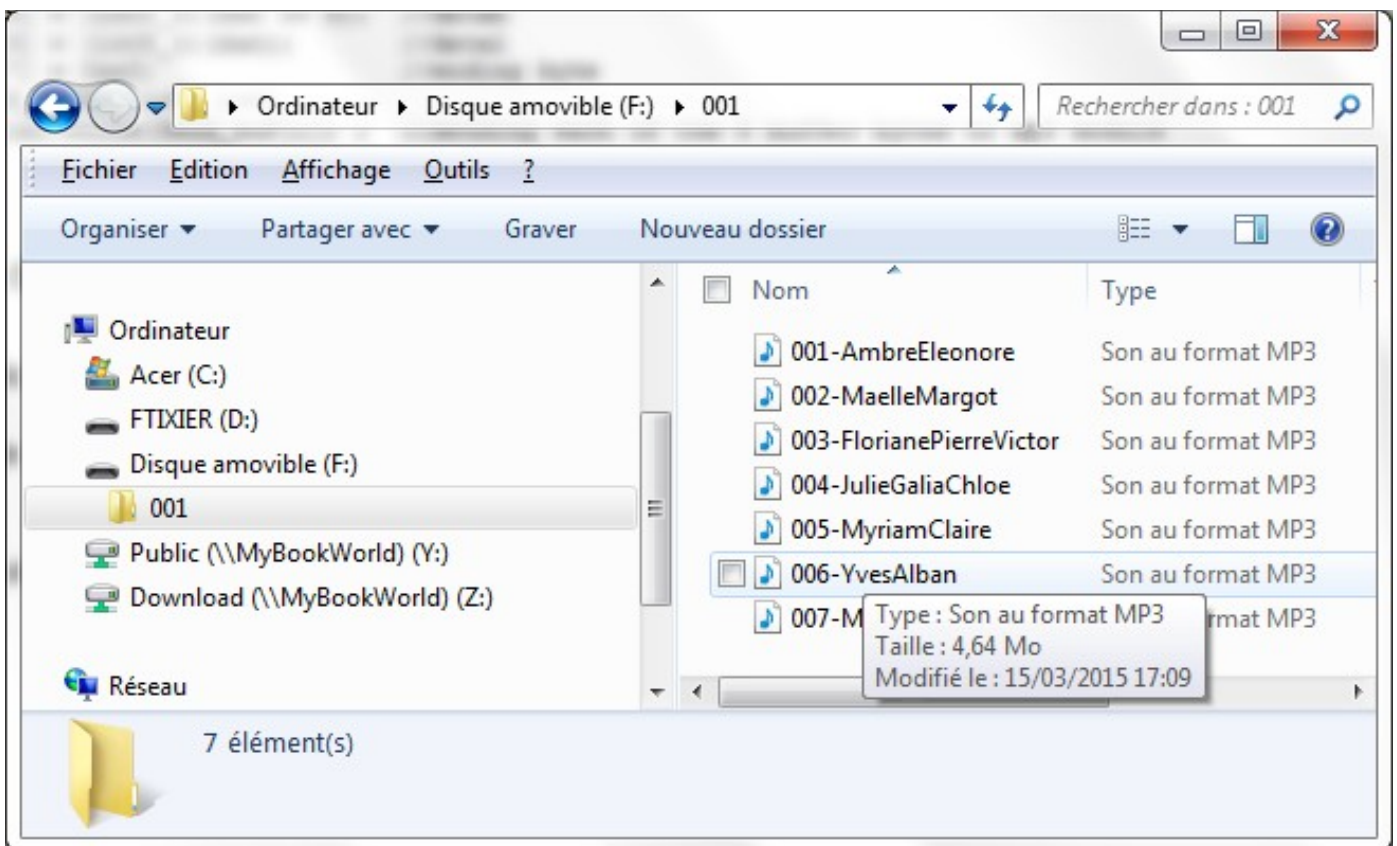 Ordinateur Disque amovible (F:) 001 Rechercher dans : 001
Fichier Edition Affichage Outils ?
Organiser Partager avec Graver Nouveau dossier
Ordinateur
Acer (C:)
FTIXIER (D:)
Disque amovible (F:)
001
Public (\\MyBookWorld) (Y:)
Download (\\MyBookWorld) (Z:)
Réseau
Nom Type
001-AmbreEleonore Son au format MP3
002-MaelleMargot Son au format MP3
003-FlorianePierreVictor Son au format MP3
004-JulieGaliaChloe Son au format MP3
005-MyriamClaire Son au format MP3
006-YvesAlban Son au format MP3
007-M rmat MP3
Type : Son au format MP3
Taille : 4,64 Mo
Modifié le : 15/03/2015 17:09
7 élément(s)